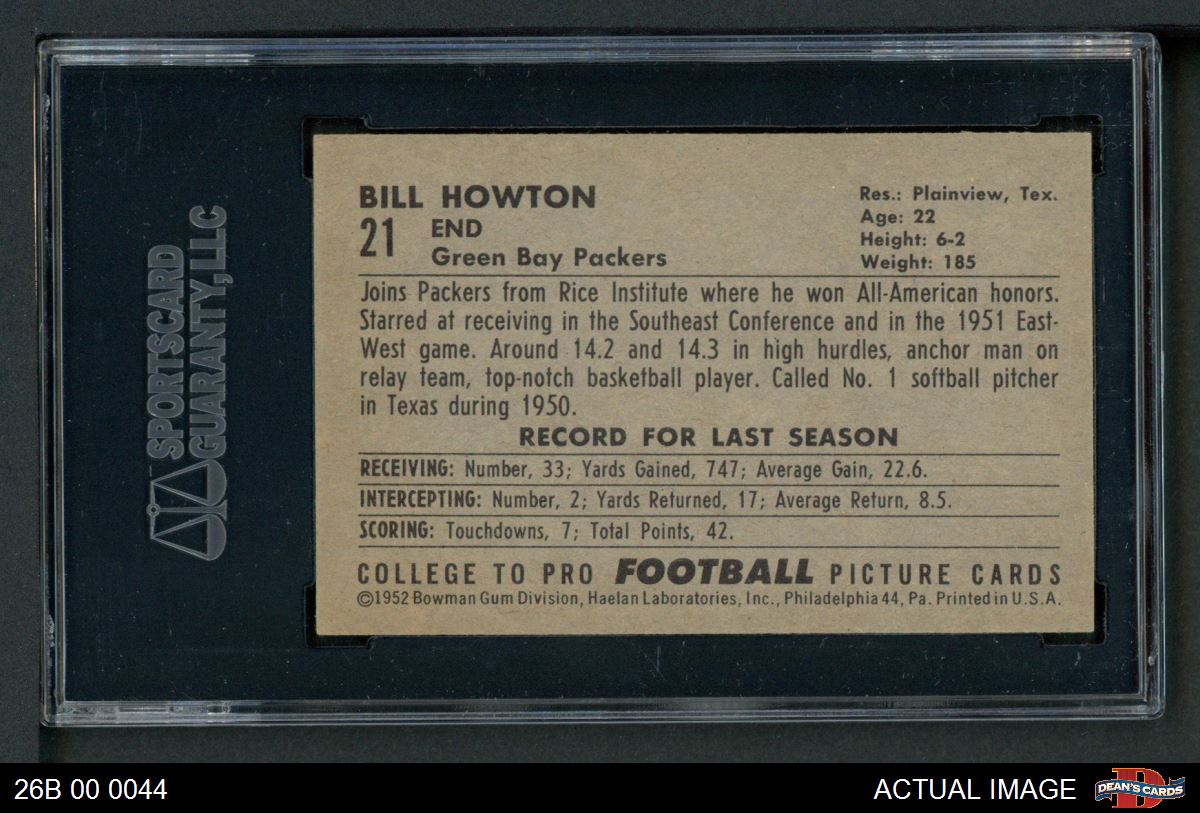 SPORTSCARD
GUARANTY, LLC
BILL HOWTON
21
END
Green Bay Packers
Res.: Plainview, Tex.
Age: 22
Height: 6-2
Weight: 185
Joins Packers from Rice Institute where he won All-American honors.
Starred at receiving in the Southeast Conference and in the 1951 East-
West game. Around 14.2 and 14.3 in high hurdles, anchor man on
relay team, top-notch basketball player. Called No. 1 softball pitcher
in Texas during 1950.
RECORD FOR LAST SEASON
RECEIVING: Number, 33; Yards Gained, 747; Average Gain, 22.6.
INTERCEPTING: Number, 2; Yards Returned, 17; Average Return, 8.5.
SCORING: Touchdowns, 7; Total Points, 42.
COLLEGE TO PRO FOOTBALL PICTURE CARDS
©1952 Bowman Gum Division, Haelan Laboratories, Inc., Philadelphia 44, Pa. Printed in U.S.A.
26B 00 0044
ACTUAL IMAGE
D
DEAN'S CARDS